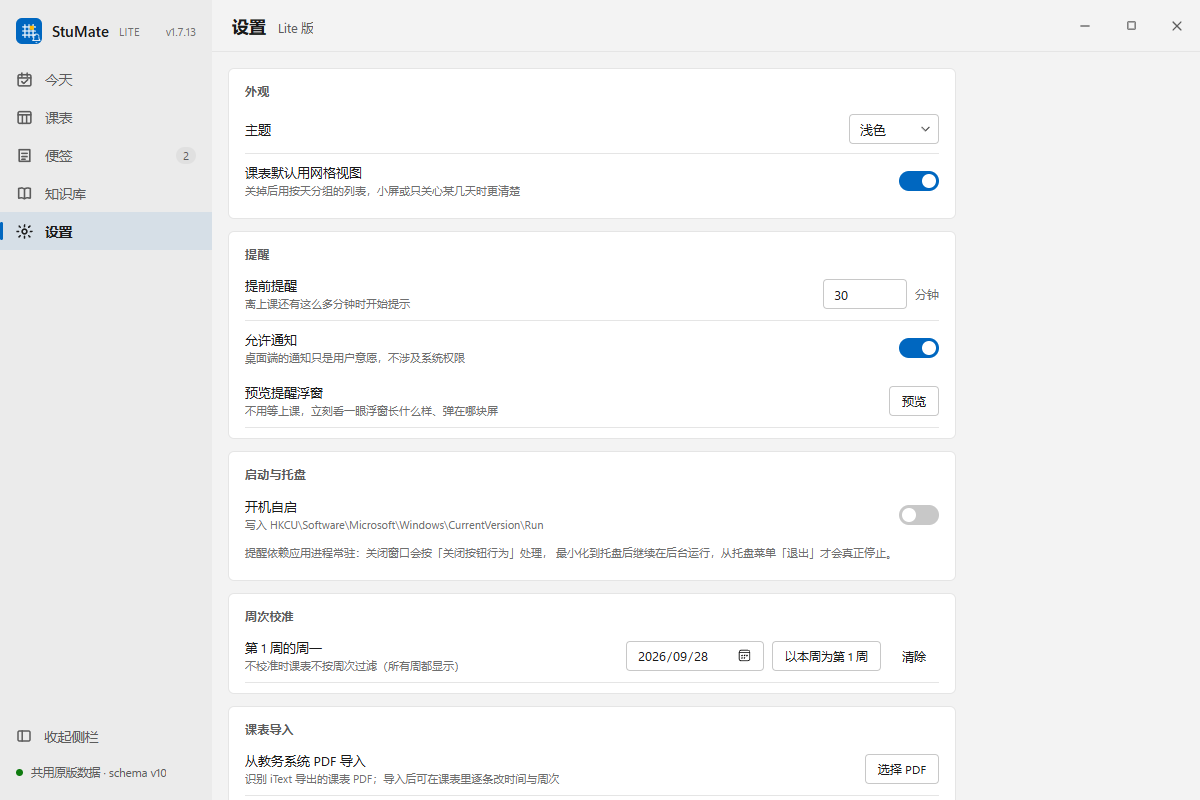 StuMate LITE v1.7.13
今天
课表
便签 2
知识库
设置
收起侧栏
共用原版数据 · schema v10
设置 Lite 版
外观
主题 浅色
课表默认用网格视图
关掉后用按天分组的列表，小屏或只关心某几天时更清楚
提醒
提前提醒
离上课还有这么多分钟时开始提示
30 分钟
允许通知
桌面端的通知只是用户意愿，不涉及系统权限
预览提醒浮窗
不用等上课，立刻看一眼浮窗长什么样、弹在哪块屏
预览
启动与托盘
开机自启
写入 HKCU\Software\Microsoft\Windows\CurrentVersion\Run
提醒依赖应用进程常驻：关闭窗口会按「关闭按钮行为」处理， 最小化到托盘后继续在后台运行，从托盘菜单「退出」才会真正停止。
周次校准
第 1 周的周一
不校准时课表不按周次过滤（所有周都显示）
2026/09/28 以本周为第 1 周 清除
课表导入
从教务系统 PDF 导入
识别 iText 导出的课表 PDF；导入后可在课表里逐条改时间与周次
选择 PDF